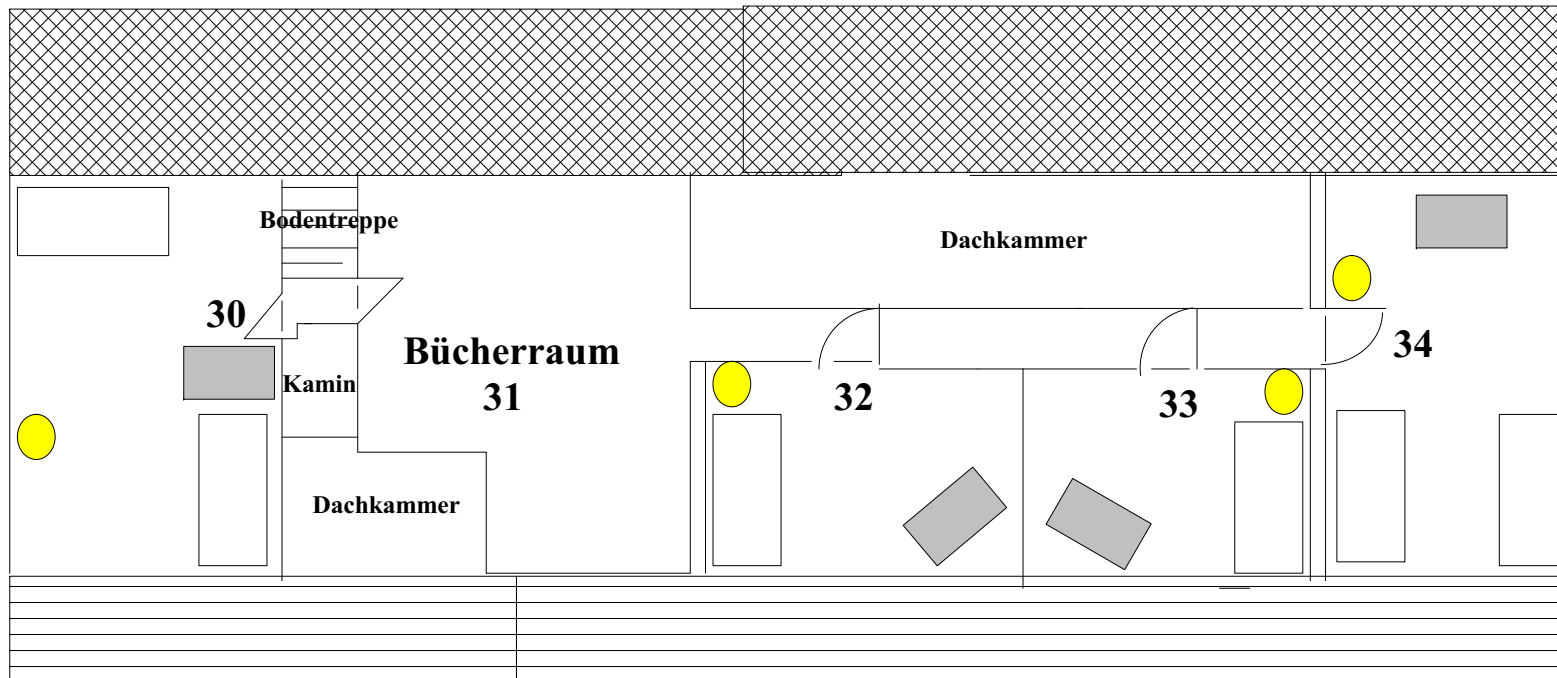 Bodentreppe
Dachkammer
30
34
Bücherraum
Kamin
31
32
33
Dachkammer